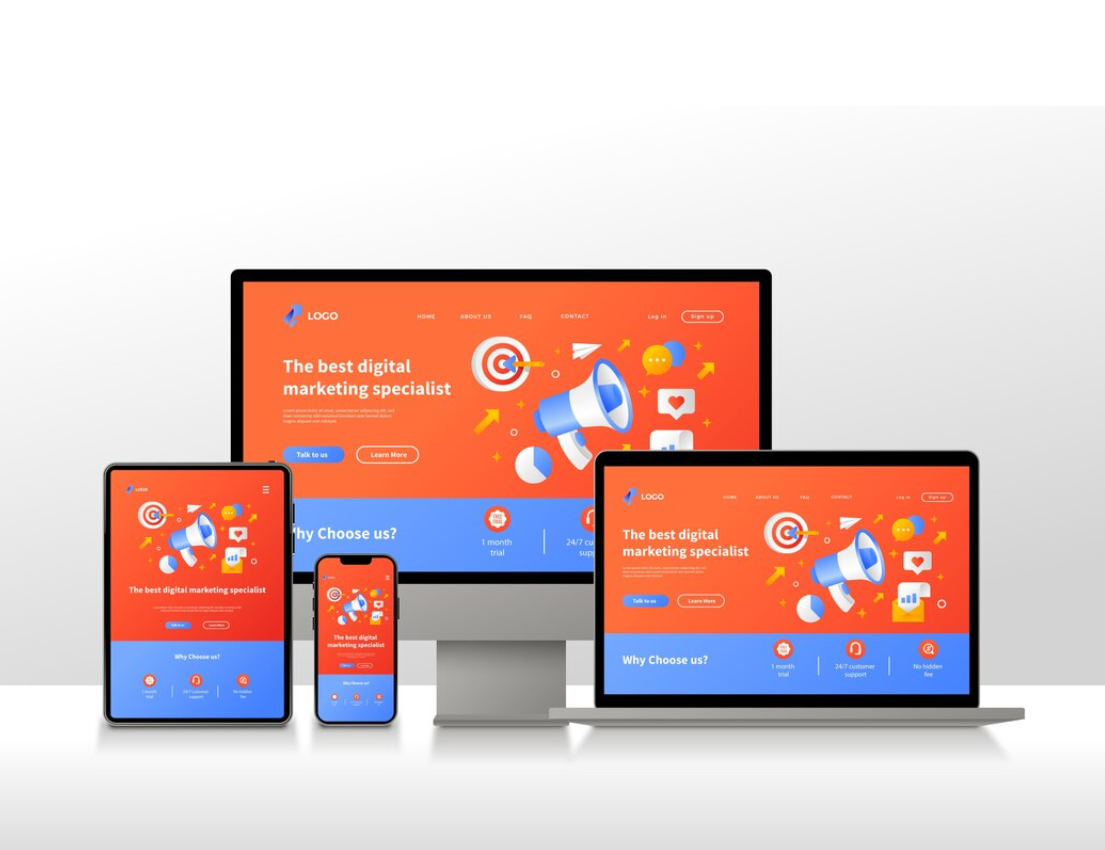 LOGO
HOME ABOUT US FAQ CONTACT Log in Sign up
The best digital
marketing specialist
Talk to us Learn More
hy Choose us?
FREE
TRIAL
1 month
trial
24/7 c
supp
LOGO
The best digital marketing specialist
Talk to us Learn More
Why Choose us?
1 month
trial
24/7 customer
support
No hidden
fee
The best digital
marketing specialist
Why Choose us?
LOGO
HOME ABOUT US FAQ CONTACT Log in Sign up
The best digital
marketing specialist
Talk to us Learn More
Why Choose us?
1 month
trial
24/7 customer
support
No hidden
fee